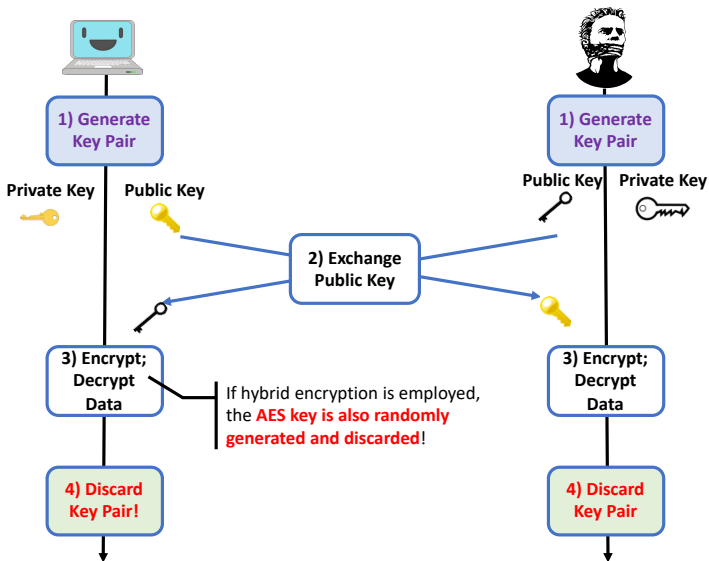 1) Generate
Key Pair
1) Generate
Key Pair
Private Key
Public Key
Public Key
Private Key
2) Exchange
Public Key
3) Encrypt;
Decrypt
Data
3) Encrypt;
Decrypt
Data
If hybrid encryption is employed,
the AES key is also randomly
generated and discarded!
4) Discard
Key Pair!
4) Discard
Key Pair